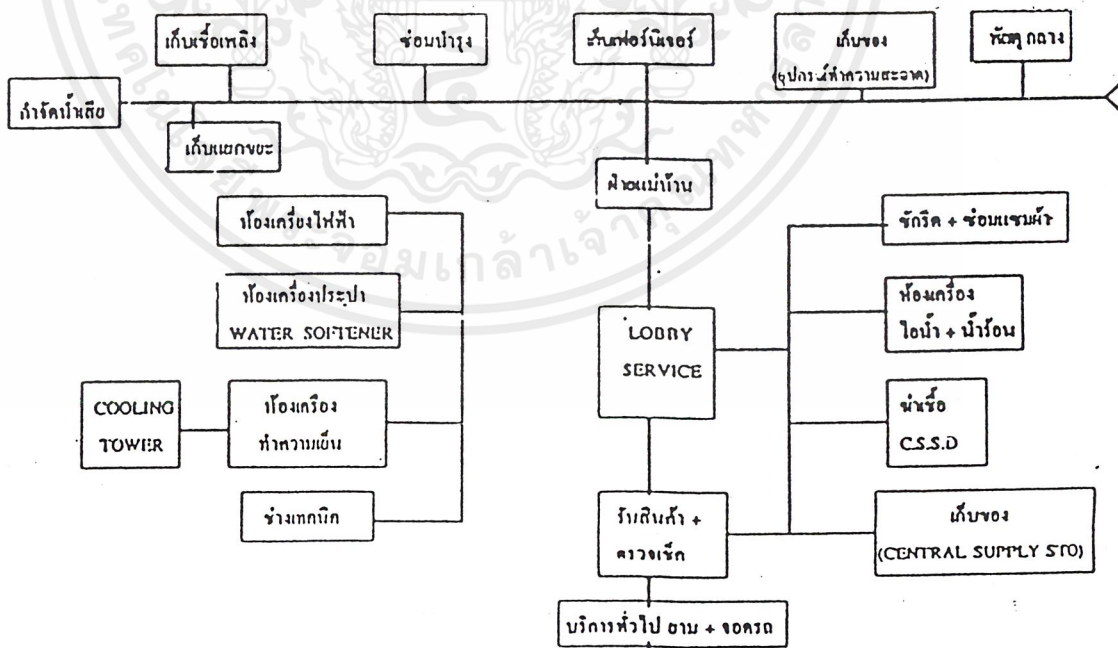 เก็บเชื้อเพลิง
ซ่อมบำรุง
เก็บเฟอร์นิเจอร์
เก็บของ
(อุปกรณ์ทำความสะอาด)
พัสดุกลาง
กำจัดน้ำเสีย
เก็บแยกขยะ
ฝ่ายแม่บ้าน
ห้องเครื่องไฟฟ้า
ห้องเครื่องประปา
WATER SOFTENER
COOLING
TOWER
ห้องเครื่อง
ทำความเย็น
ช่างเทคนิก
LOBBY
SERVICE
ซักรีด + ซ่อมแซมผ้า
ห้องเครื่อง
ไอน้ำ + น้ำร้อน
ฆ่าเชื้อ
C.S.S.D
รับสินค้า +
ตรวจเช็ก
เก็บของ
(CENTRAL SUPPLY STO)
บริการทั่วไป ยาม + จอดรถ